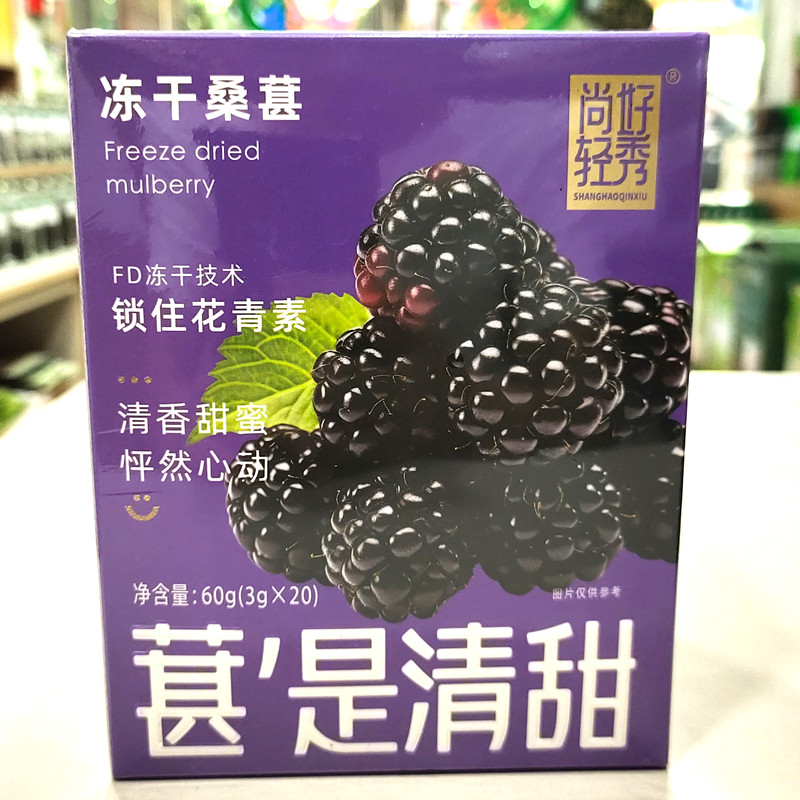 冻干桑葚
Freeze dried
mulberry
尚好
轻秀
®
SHANGHAOQINXIU
FD冻干技术
锁住花青素
清香甜蜜
怦然心动
净含量:60g(3g×20)
图片仅供参考
葚'是清甜